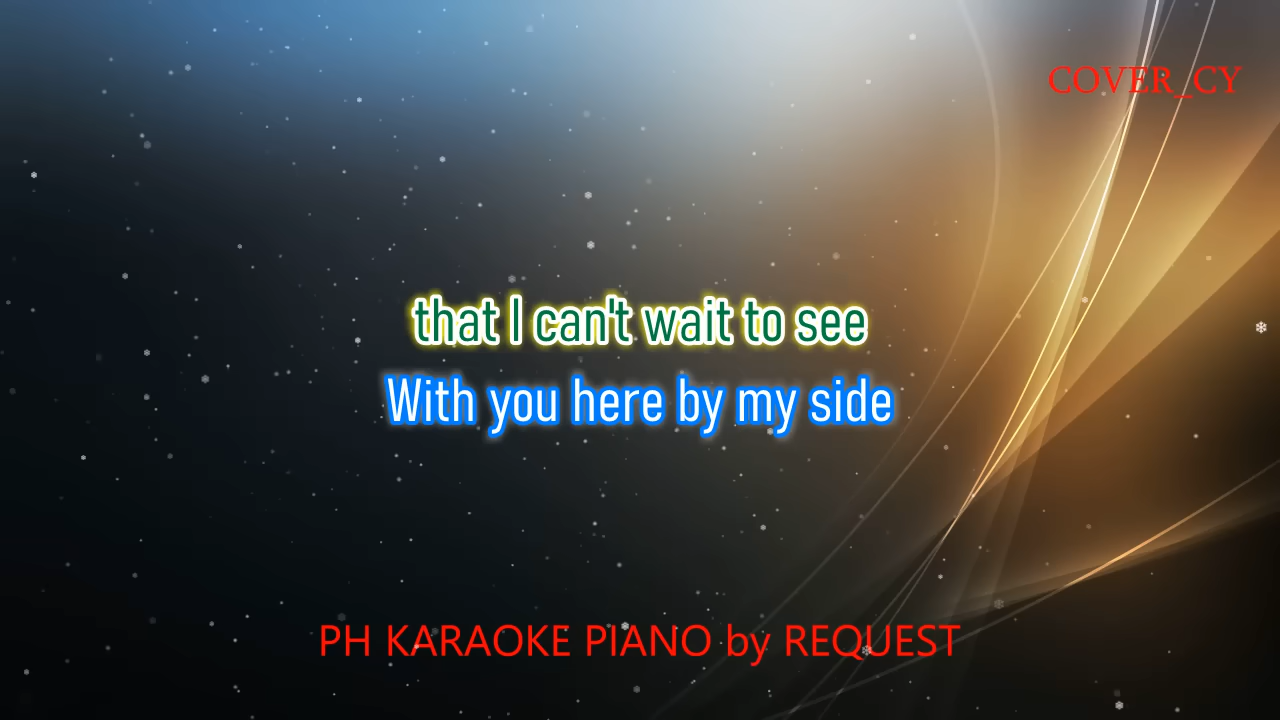 COVER_CY
that I can't wait to see
With you here by my side
PH KARAOKE PIANO by REQUEST